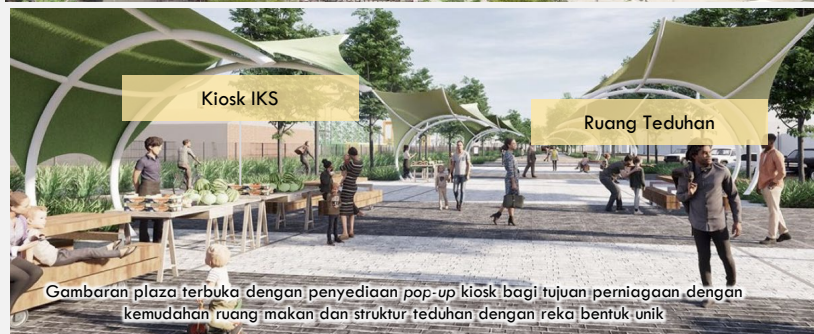 Kiosk IKS
Ruang Teduhan
Gambaran plaza terbuka dengan penyediaan pop-up kiosk bagi tujuan perniagaan dengan
kemudahan ruang makan dan struktur teduhan dengan reka bentuk unik